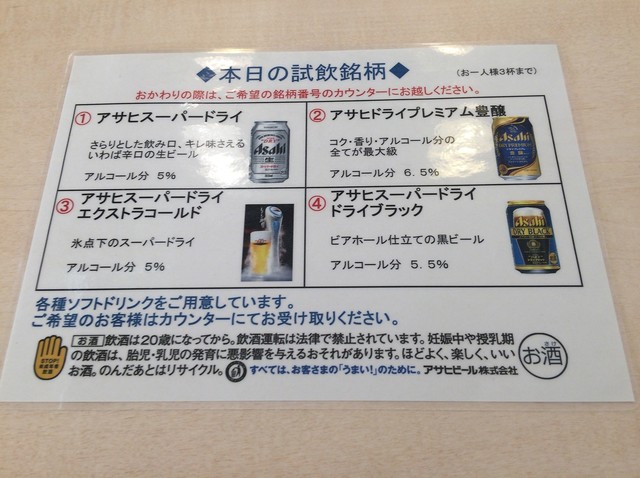 ◆本日の試飲銘柄◆
(お一人様3杯まで)
おかわりの際は、ご希望の銘柄番号のカウンターにお越しください。
① アサヒスーパードライ
さらりとした飲み口、キレ味さえる
いわば辛口の生ビール
アルコール分 5%
Asahi
生
② アサヒドライプレミアム豊醸
コク・香り・アルコール分の
全てが最大級
アルコール分 6.5%
Asahi
DRY PREMIUM
③ アサヒスーパードライ
エクストラコールド
氷点下のスーパードライ
アルコール分 5%
④ アサヒスーパードライ
ドライブラック
ビアホール仕立ての黒ビール
アルコール分 5.5%
Asahi
DRY BLACK
各種ソフトドリンクをご用意しています。
ご希望のお客様はカウンターにてお受け取りください。
STOP!
お酒 飲酒は20歳になってから。飲酒運転は法律で禁止されています。妊娠中や授乳期
の飲酒は、胎児・乳児の発育に悪影響を与えるおそれがあります。ほどよく、楽しく、いい
お酒。のんだあとはリサイクル。 すべては、お客さまの「うまい!」のために。 アサヒビール株式会社
お酒